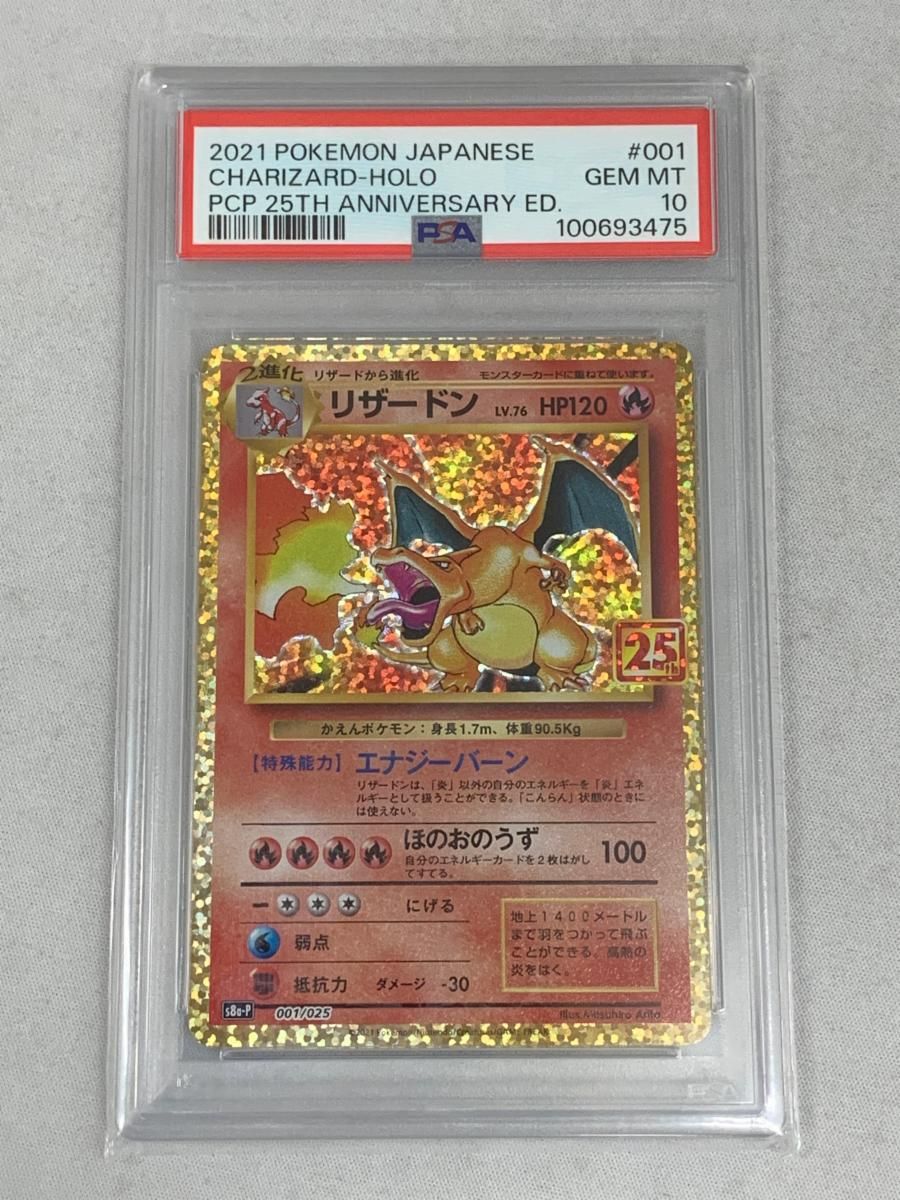 2021 POKEMON JAPANESE #001
CHARIZARD-HOLO GEM MT
PCP 25TH ANNIVERSARY ED. 10
PSA 100693475
2進化 リザードから進化 モンスターカードに重ねて使います。
リザードン LV.76 HP120
25th
かえんポケモン：身長1.7m、体重90.5Kg
【特殊能力】エナジーバーン
リザードンは、「炎」以外の自分のエネルギーを「炎」エネ
ルギーとして扱うことができる。「こんらん」状態のときに
は使えない。
ほのおのうず 100
自分のエネルギーカードを2枚はがし
てすてる。
にげる
弱点
抵抗力 ダメージ -30
地上1400メートル
まで羽をつかって飛ぶ
ことができる。高熱の
炎をはく。
s8a-P 001/025 Illus.Mitsuhiro Arita
©2021 Pokémon/Nintendo/Creatures/GAME FREAK
PSA